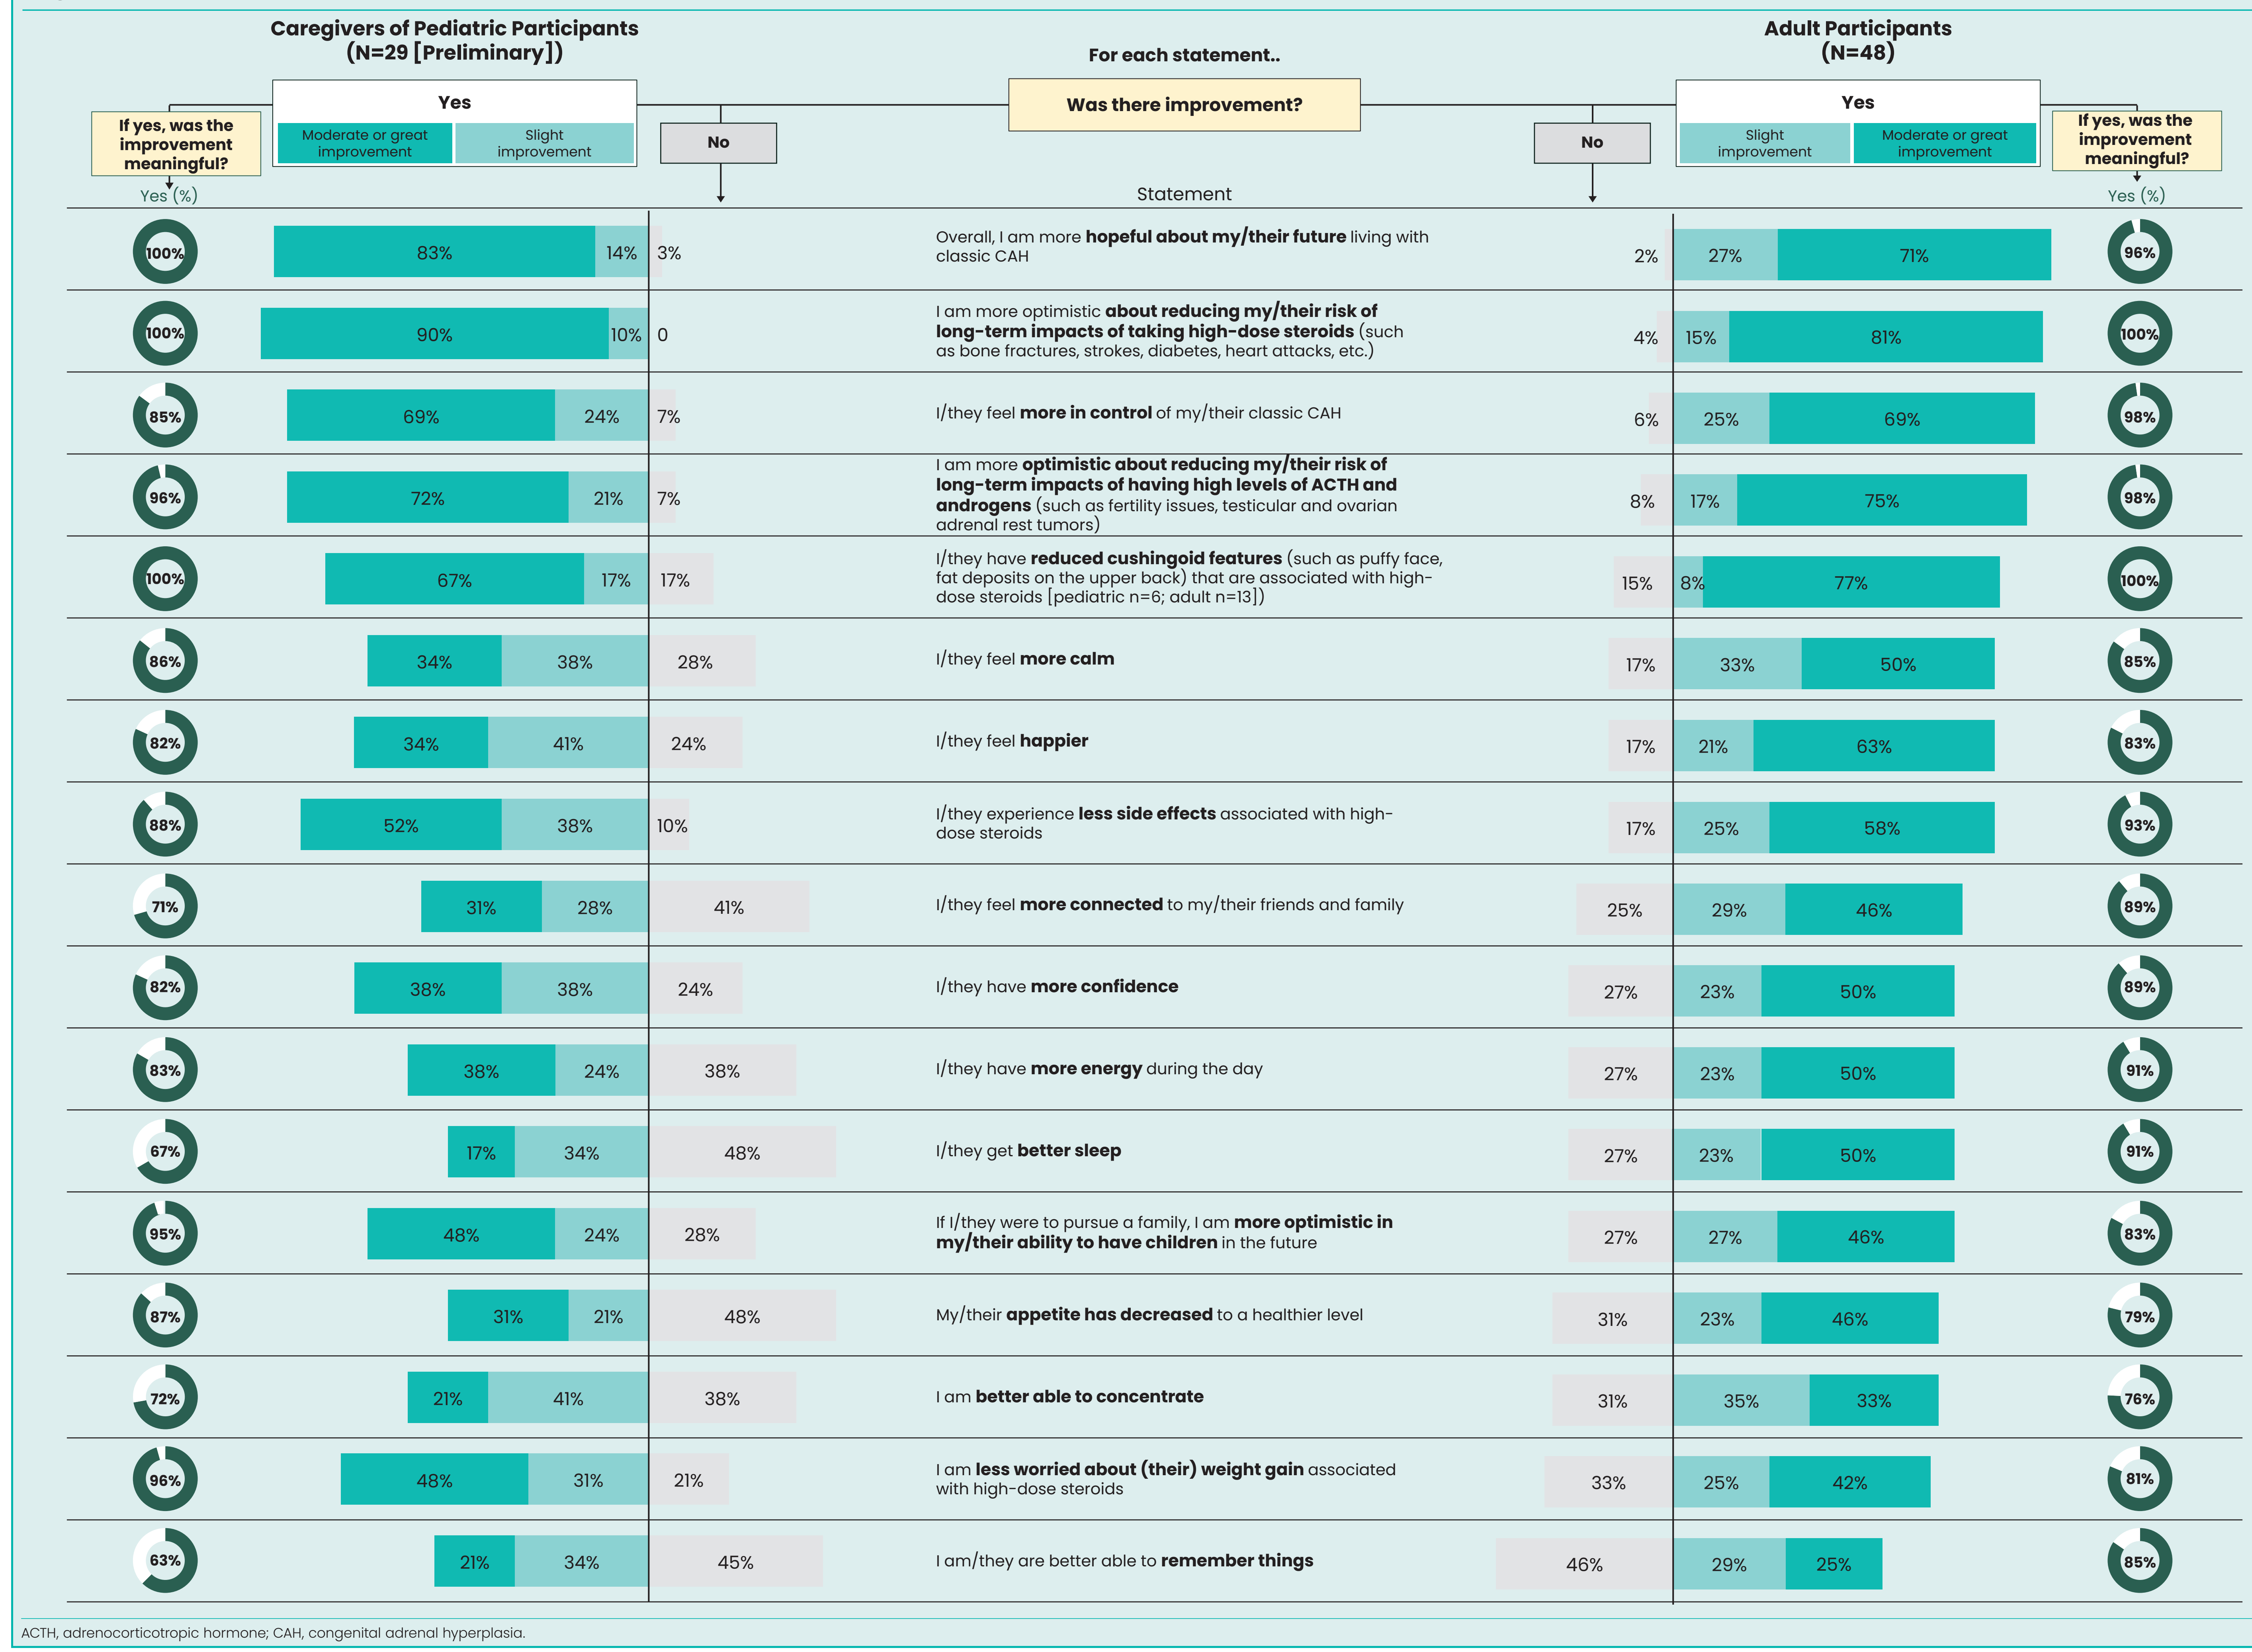 Caregivers of Pediatric Participants
(N=29 [Preliminary])
For each statement..
Adult Participants
(N=48)
If yes, was the
improvement
meaningful?
Yes (%)
Yes
Moderate or great
improvement
Slight
improvement
No
Was there improvement?
Statement
No
Yes
Slight
improvement
Moderate or great
improvement
If yes, was the
improvement
meaningful?
Yes (%)
100% 83% 14% 3%
Overall, I am more hopeful about my/their future living with
classic CAH
2% 27% 71% 96%
100% 90% 10% 0
I am more optimistic about reducing my/their risk of
long-term impacts of taking high-dose steroids (such
as bone fractures, strokes, diabetes, heart attacks, etc.)
4% 15% 81% 100%
85% 69% 24% 7%
I/they feel more in control of my/their classic CAH
6% 25% 69% 98%
96% 72% 21% 7%
I am more optimistic about reducing my/their risk of
long-term impacts of having high levels of ACTH and
androgens (such as fertility issues, testicular and ovarian
adrenal rest tumors)
8% 17% 75% 98%
100% 67% 17% 17%
I/they have reduced cushingoid features (such as puffy face,
fat deposits on the upper back) that are associated with high-
dose steroids [pediatric n=6; adult n=13])
15% 8% 77% 100%
86% 34% 38% 28%
I/they feel more calm
17% 33% 50% 85%
82% 34% 41% 24%
I/they feel happier
17% 21% 63% 83%
88% 52% 38% 10%
I/they experience less side effects associated with high-
dose steroids
17% 25% 58% 93%
71% 31% 28% 41%
I/they feel more connected to my/their friends and family
25% 29% 46% 89%
82% 38% 38% 24%
I/they have more confidence
27% 23% 50% 89%
83% 38% 24% 38%
I/they have more energy during the day
27% 23% 50% 91%
67% 17% 34% 48%
I/they get better sleep
27% 23% 50% 91%
95% 48% 24% 28%
If I/they were to pursue a family, I am more optimistic in
my/their ability to have children in the future
27% 27% 46% 83%
87% 31% 21% 48%
My/their appetite has decreased to a healthier level
31% 23% 46% 79%
72% 21% 41% 38%
I am better able to concentrate
31% 35% 33% 76%
96% 48% 31% 21%
I am less worried about (their) weight gain associated
with high-dose steroids
33% 25% 42% 81%
63% 21% 34% 45%
I am/they are better able to remember things
46% 29% 25% 85%
ACTH, adrenocorticotropic hormone; CAH, congenital adrenal hyperplasia.